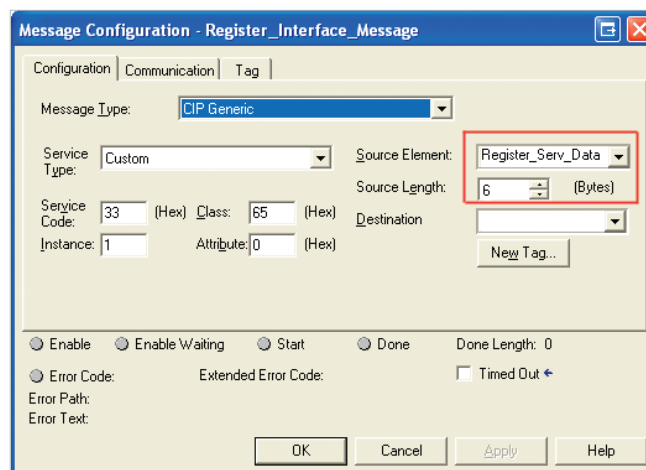 Message Configuration - Register_Interface_Message
Configuration Communication Tag
Message Type: CIP Generic
Service Type: Custom
Source Element: Register_Serv_Data
Source Length: 6 (Bytes)
Service Code: 33 (Hex) Class: 65 (Hex)
Destination
Instance: 1 Attribute: 0 (Hex)
New Tag...
Enable Enable Waiting Start Done Done Length: 0
Error Code: Extended Error Code: Timed Out
Error Path:
Error Text:
OK Cancel Apply Help